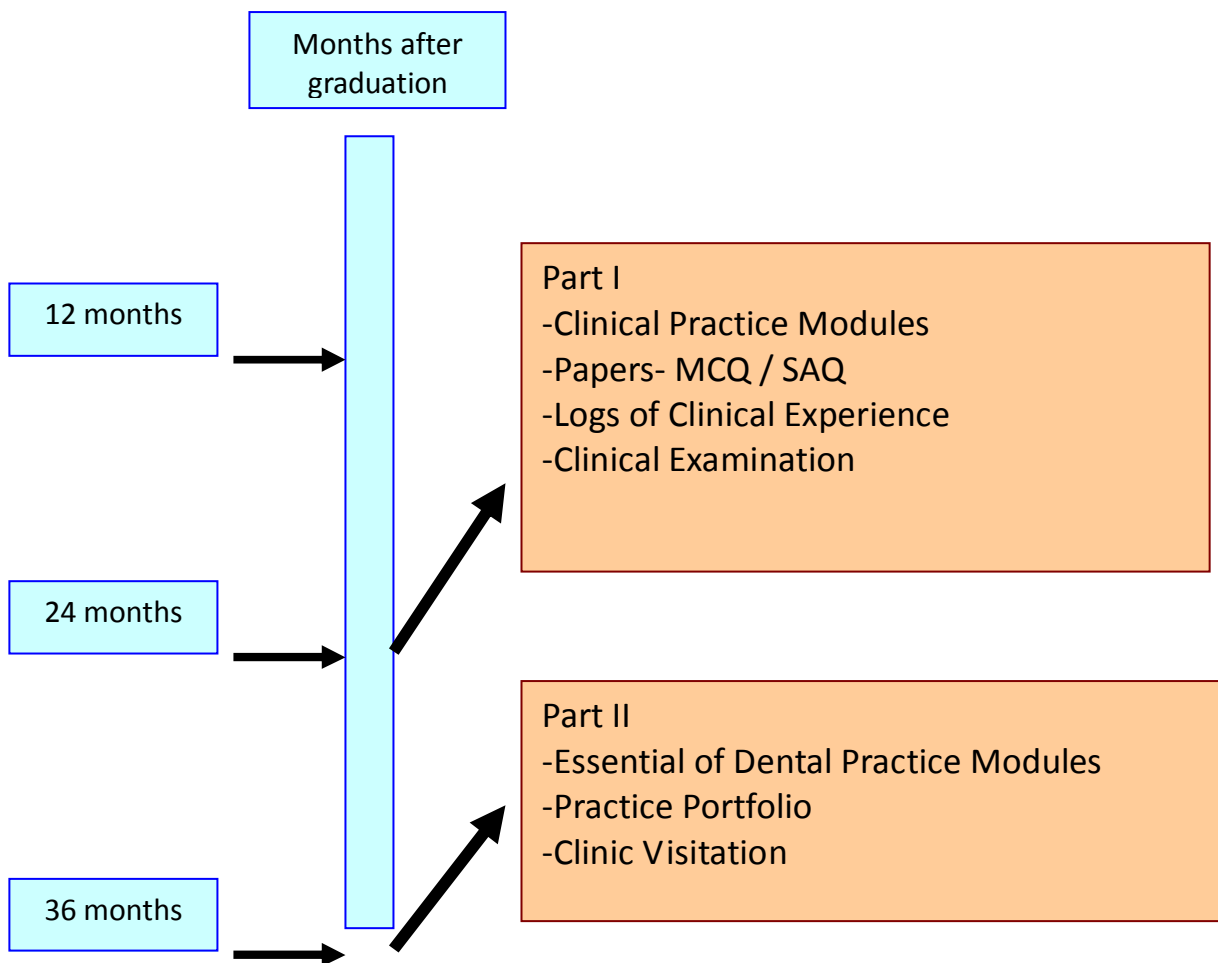 Months after
graduation
12 months
Part I
-Clinical Practice Modules
-Papers- MCQ / SAQ
-Logs of Clinical Experience
-Clinical Examination
24 months
Part II
-Essential of Dental Practice Modules
-Practice Portfolio
-Clinic Visitation
36 months